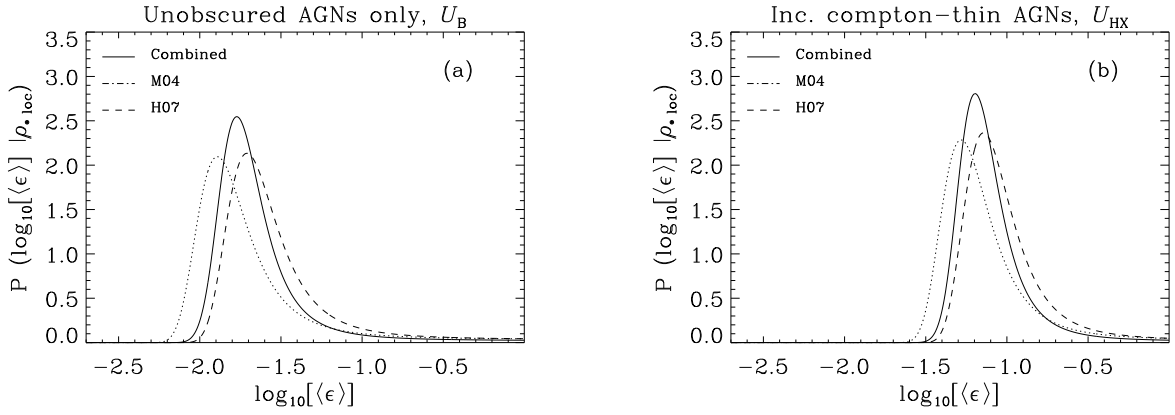 Unobscured AGNs only, U_B
3.5
3.0
2.5
2.0
1.5
1.0
0.5
0.0
P (log₁₀[⟨ϵ⟩] |ρ•,loc)
Combined
M04
H07
(a)
−2.5 −2.0 −1.5 −1.0 −0.5
log₁₀[⟨ϵ⟩]
Inc. compton−thin AGNs, U_HX
3.5
3.0
2.5
2.0
1.5
1.0
0.5
0.0
P (log₁₀[⟨ϵ⟩] |ρ•,loc)
Combined
M04
H07
(b)
−2.5 −2.0 −1.5 −1.0 −0.5
log₁₀[⟨ϵ⟩]